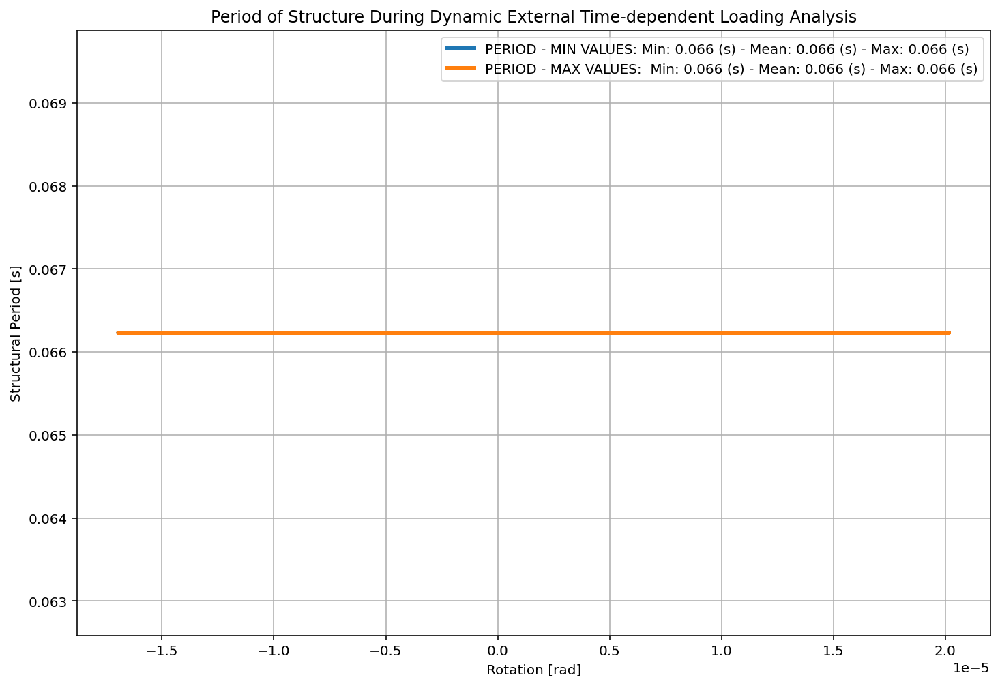 Period of Structure During Dynamic External Time-dependent Loading Analysis
PERIOD - MIN VALUES: Min: 0.066 (s) - Mean: 0.066 (s) - Max: 0.066 (s)
PERIOD - MAX VALUES:  Min: 0.066 (s) - Mean: 0.066 (s) - Max: 0.066 (s)
Structural Period [s]
0.069
0.068
0.067
0.066
0.065
0.064
0.063
−1.5 −1.0 −0.5 0.0 0.5 1.0 1.5 2.0
1e−5
Rotation [rad]